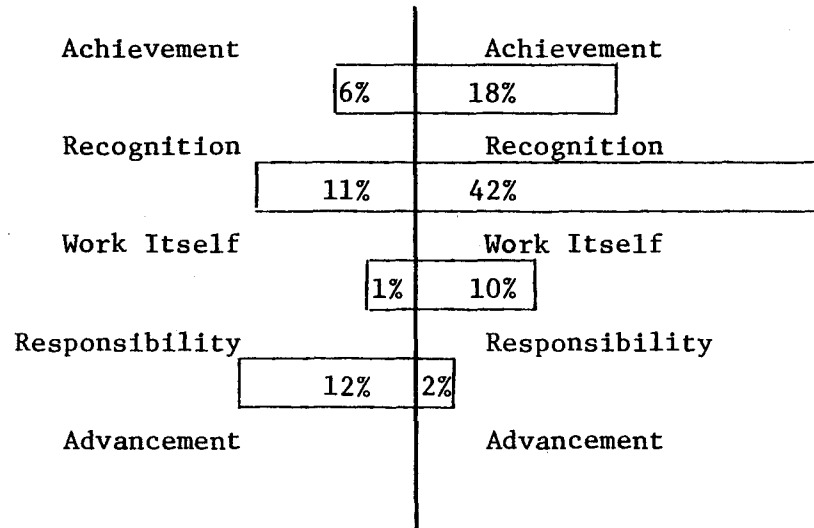 Achievement Achievement
6% 18%
Recognition Recognition
11% 42%
Work Itself Work Itself
1% 10%
Responsibility Responsibility
12% 2%
Advancement Advancement